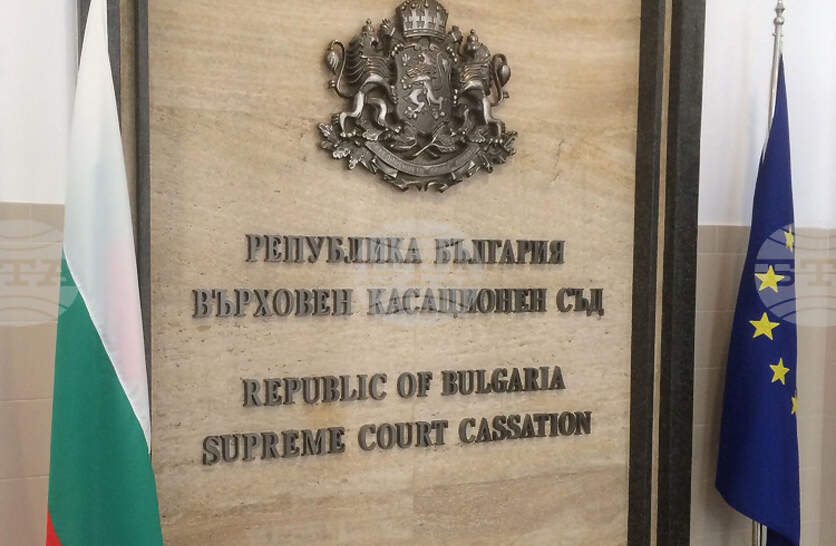 РЕПУБЛИКА БЪЛГАРИЯ
ВЪРХОВЕН КАСАЦИОНЕН СЪД
REPUBLIC OF BULGARIA
SUPREME COURT CASSATION